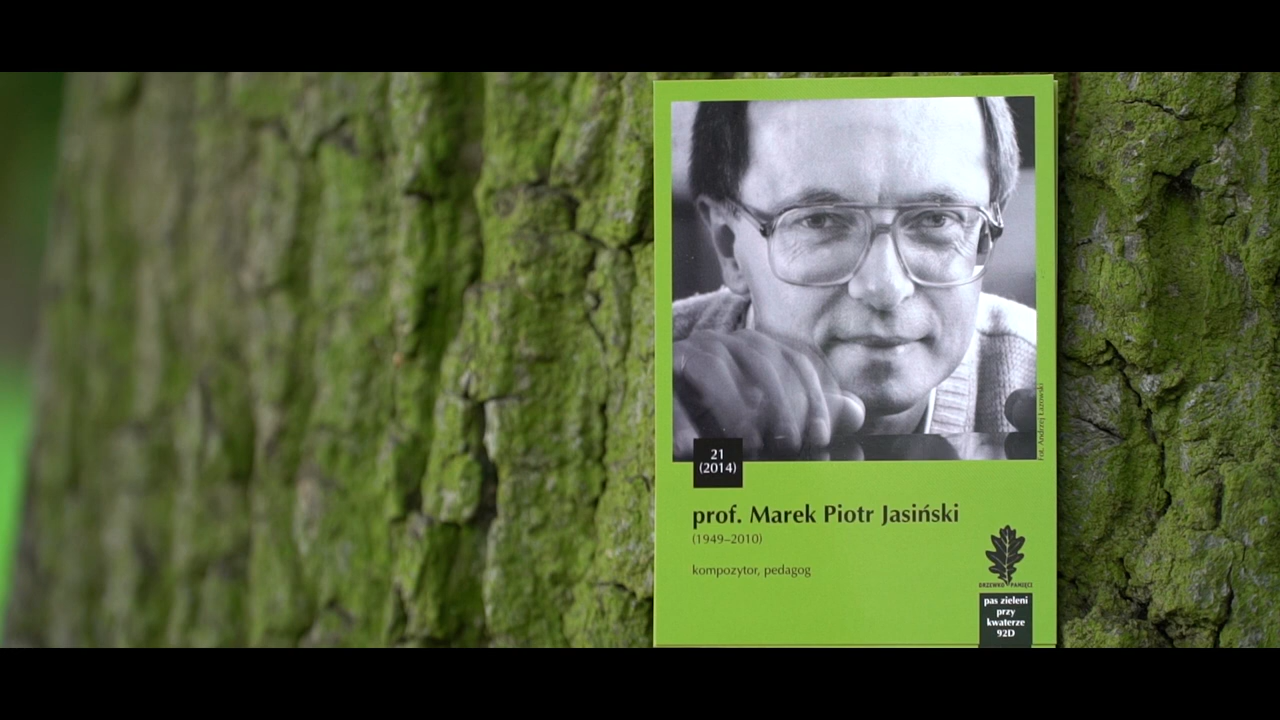 Fot. Andrzej Łazowski
21
(2014)
prof. Marek Piotr Jasiński
(1949–2010)
kompozytor, pedagog
DRZEWKO PAMIĘCI
pas zieleni
przy
kwaterze
92D